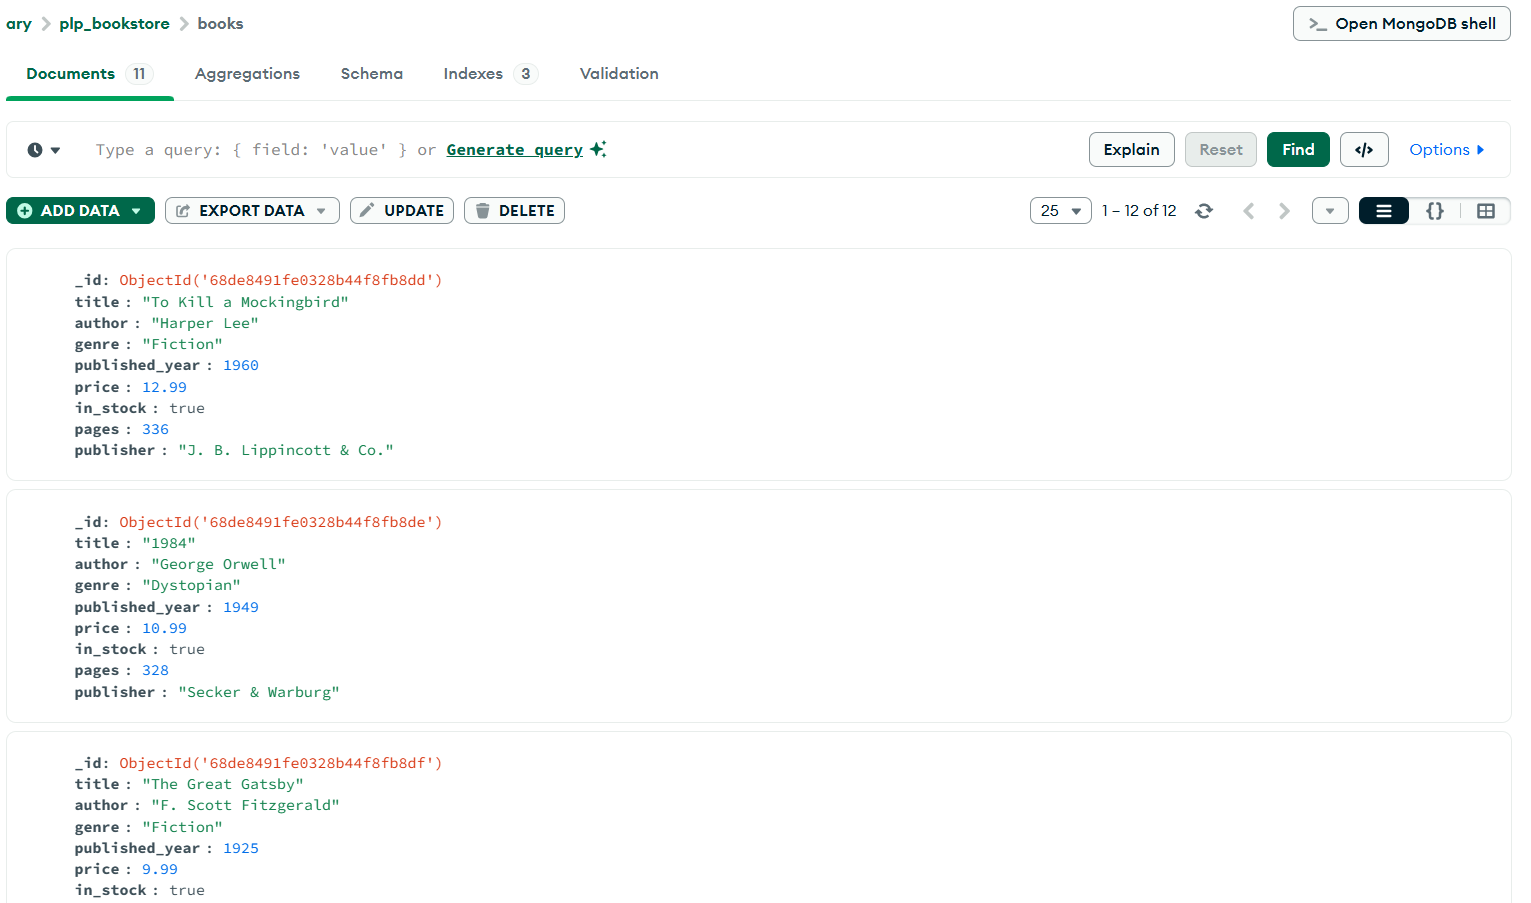 ary > plp_bookstore > books
>_ Open MongoDB shell
Documents 11 Aggregations Schema Indexes 3 Validation
Type a query: { field: 'value' } or Generate query
Explain Reset Find </> Options
ADD DATA EXPORT DATA UPDATE DELETE
25 1 – 12 of 12 {}
_id: ObjectId('68de8491fe0328b44f8fb8dd')
title : "To Kill a Mockingbird"
author : "Harper Lee"
genre : "Fiction"
published_year : 1960
price : 12.99
in_stock : true
pages : 336
publisher : "J. B. Lippincott & Co."
_id: ObjectId('68de8491fe0328b44f8fb8de')
title : "1984"
author : "George Orwell"
genre : "Dystopian"
published_year : 1949
price : 10.99
in_stock : true
pages : 328
publisher : "Secker & Warburg"
_id: ObjectId('68de8491fe0328b44f8fb8df')
title : "The Great Gatsby"
author : "F. Scott Fitzgerald"
genre : "Fiction"
published_year : 1925
price : 9.99
in_stock : true